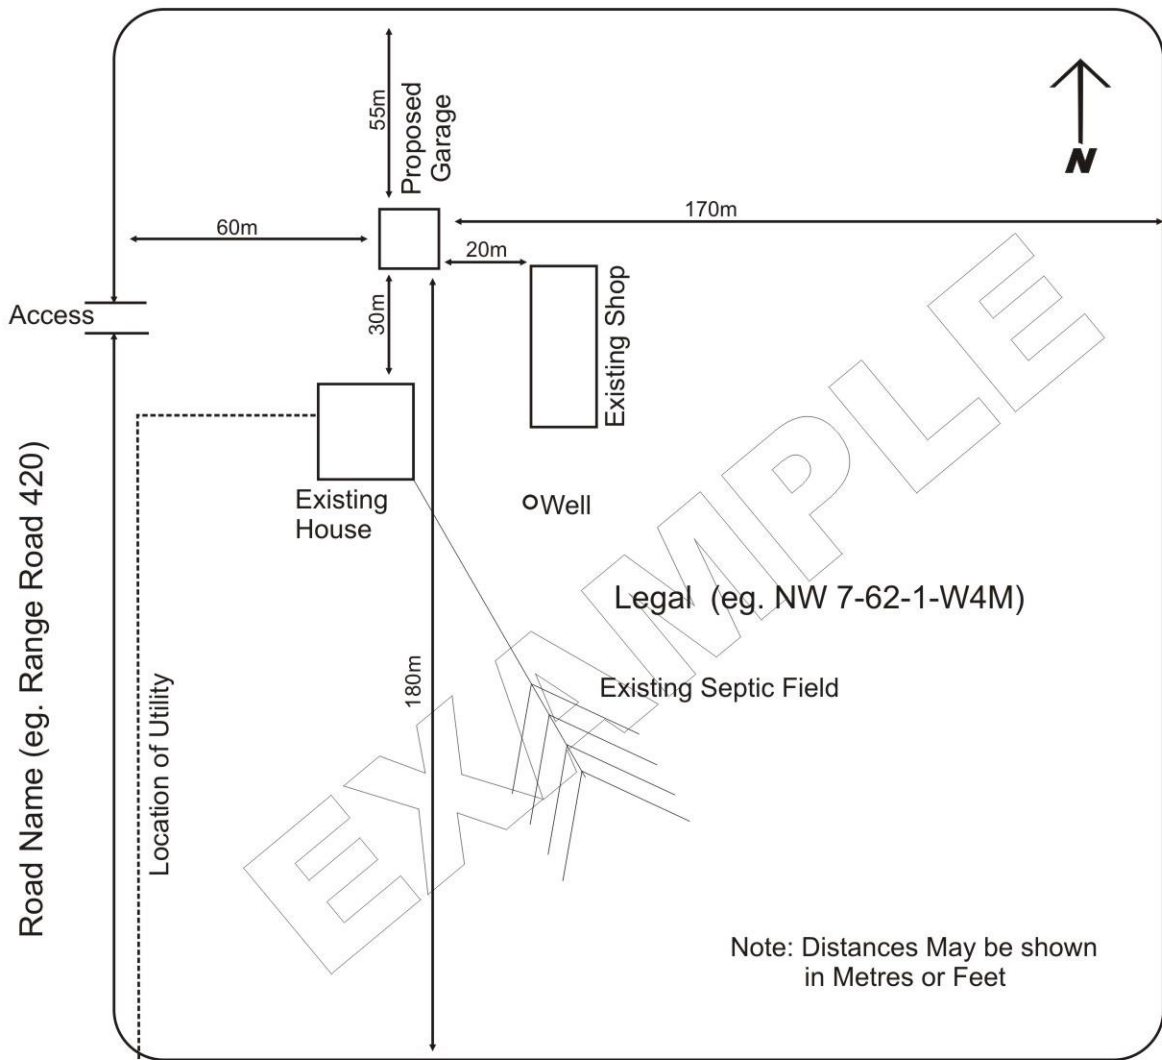 55m
Proposed
Garage
N
60m
170m
20m
Access
30m
Existing Shop
Existing
House
Well
Road Name (eg. Range Road 420)
Legal (eg. NW 7-62-1-W4M)
Existing Septic Field
180m
Location of Utility
EXAMPLE
Note: Distances May be shown
in Metres or Feet